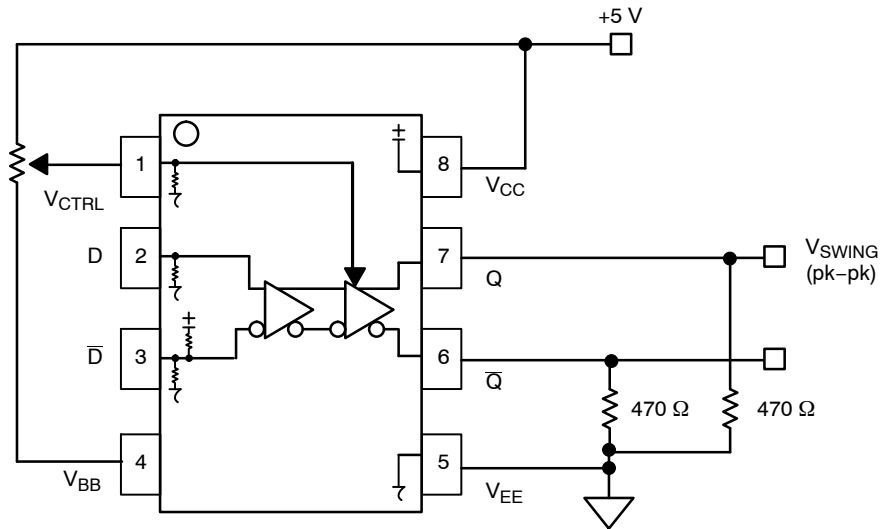 +5 V
1
8
V_CTRL
V_CC
D
2
7
Q
V_SWING
(pk−pk)
D̅
3
6
Q̅
470 Ω
470 Ω
V_BB
4
5
V_EE